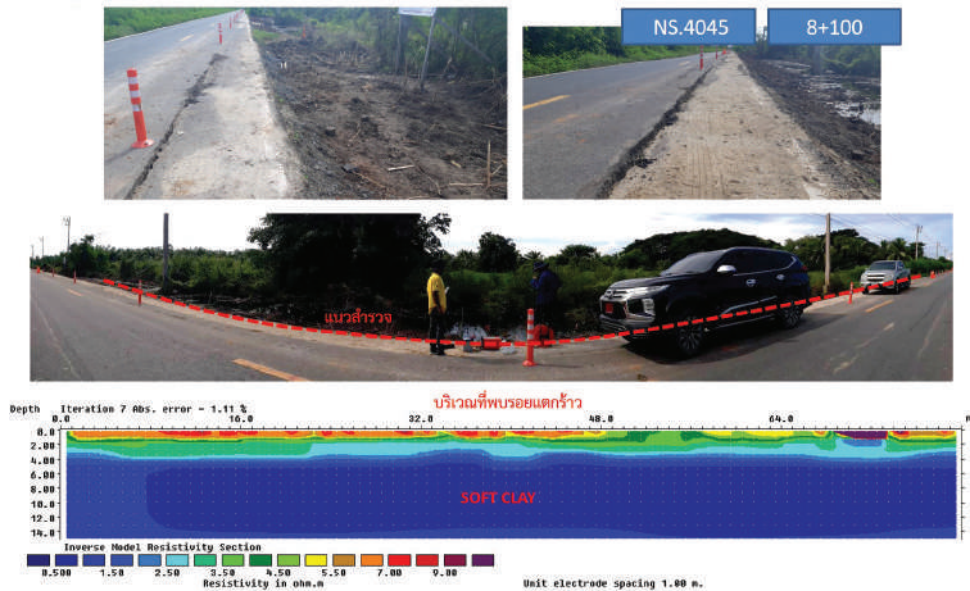 NS.4045 8+100
แนวสำรวจ
บริเวณที่พบรอยแตกร้าว
Depth Iteration 7 Abs. error - 1.11 %
0.0 16.0 32.0 48.0 64.0
0.0
2.00
4.00
6.00
8.00
10.0
12.0
14.0
SOFT CLAY
Inverse Model Resistivity Section
0.500 1.50 2.50 3.50 4.50 5.50 7.00 9.00
Resistivity in ohm.m Unit electrode spacing 1.00 m.